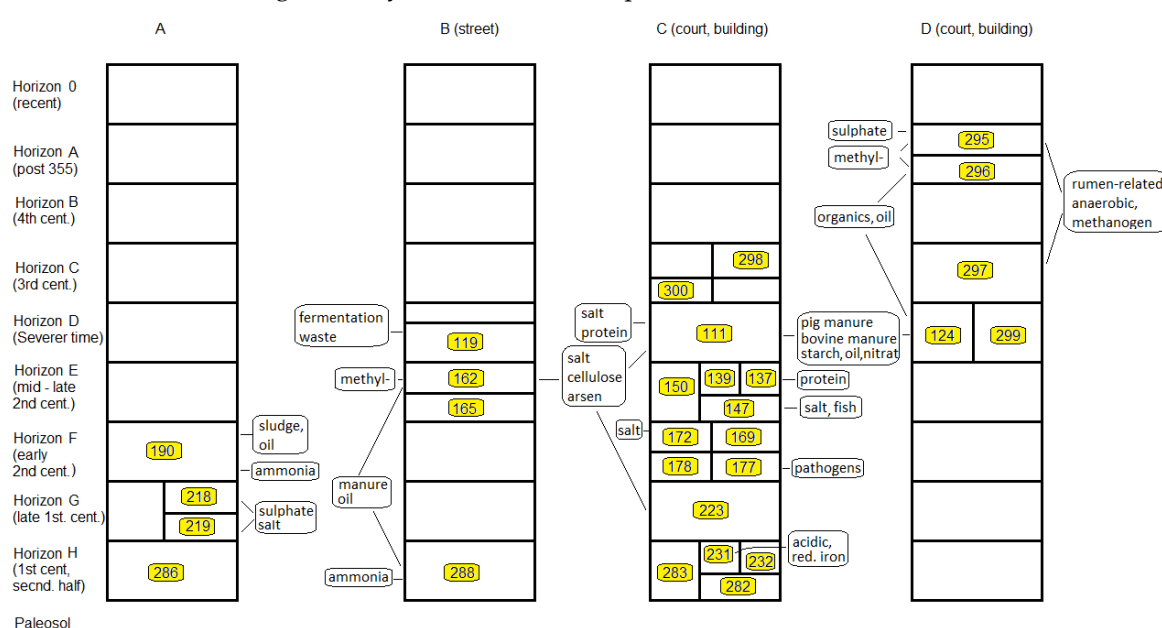 A
B (street)
C (court, building)
D (court, building)
Horizon 0
(recent)
Horizon A
(post 355)
Horizon B
(4th cent.)
Horizon C
(3rd cent.)
Horizon D
(Severer time)
Horizon E
(mid - late
2nd cent.)
Horizon F
(early
2nd cent.)
Horizon G
(late 1st. cent.)
Horizon H
(1st cent,
secnd. half)
Paleosol
190
218
219
286
sludge,
oil
ammonia
sulphate
salt
fermentation
waste
methyl-
manure
oil
ammonia
119
162
165
288
salt
protein
salt
cellulose
arsen
salt
298
300
111
150
139
137
147
172
169
178
177
223
283
231
232
282
pig manure
bovine manure
starch, oil, nitrat
protein
salt, fish
pathogens
acidic,
red. iron
sulphate
methyl-
organics, oil
295
296
297
124
299
rumen-related
anaerobic,
methanogen